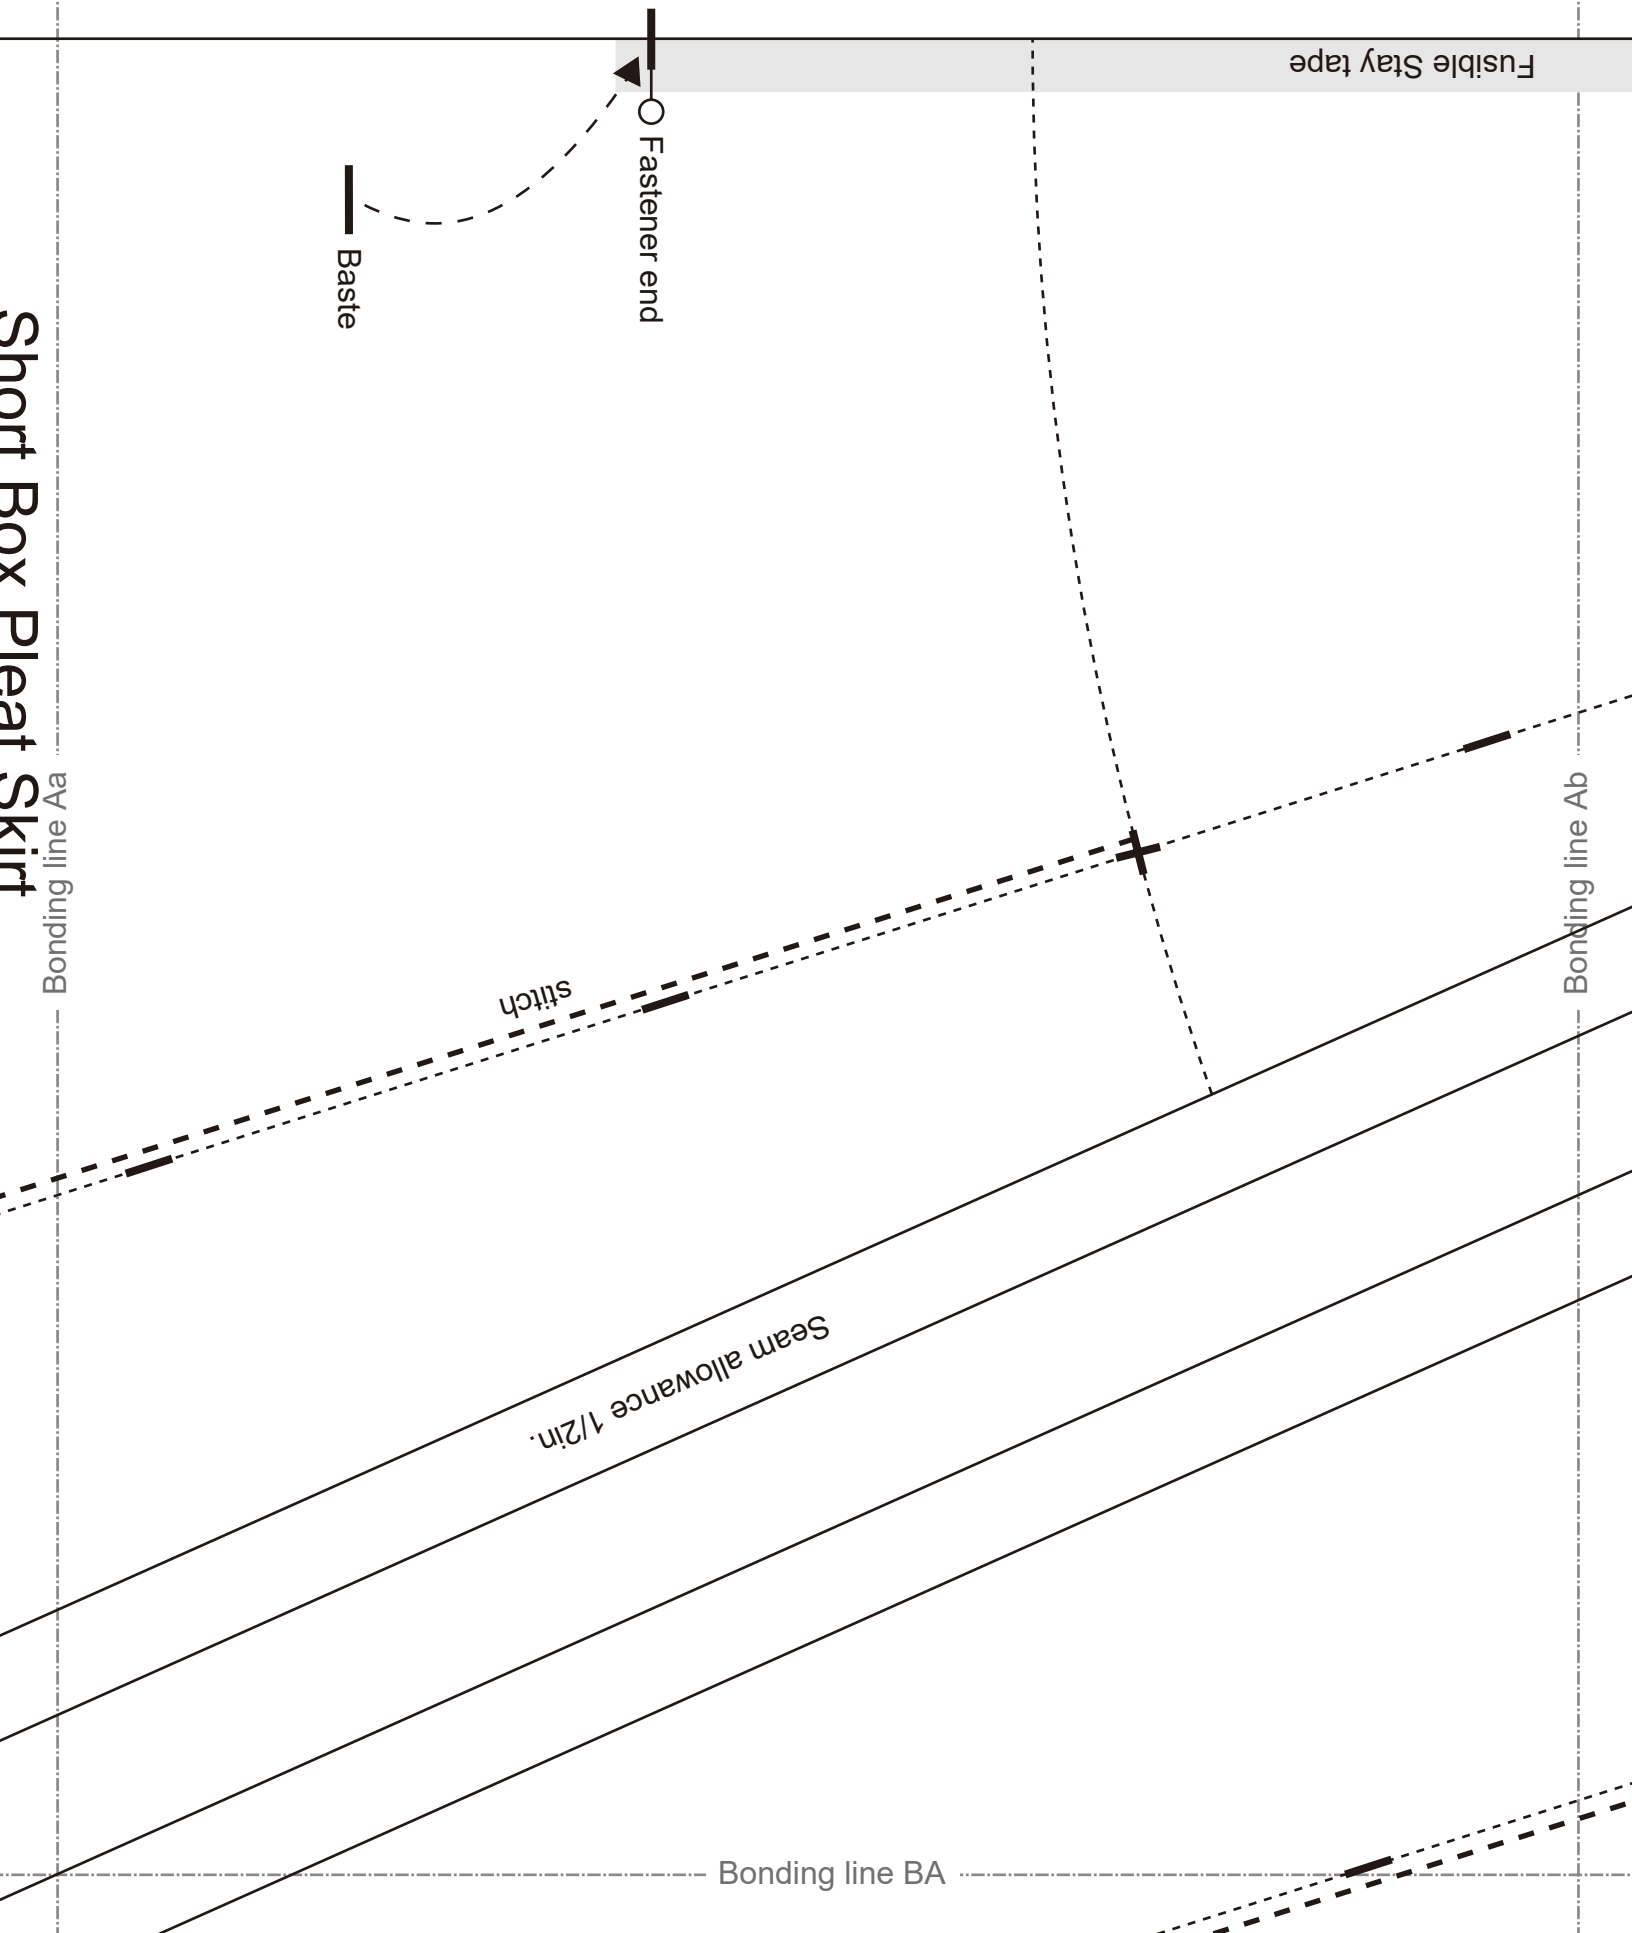 Fusible Stay tape
Fastener end
Baste
Short Box Pleat Skirt
Bonding line Aa
Bonding line Ab
stitch
Seam allowance 1/2in.
Bonding line BA